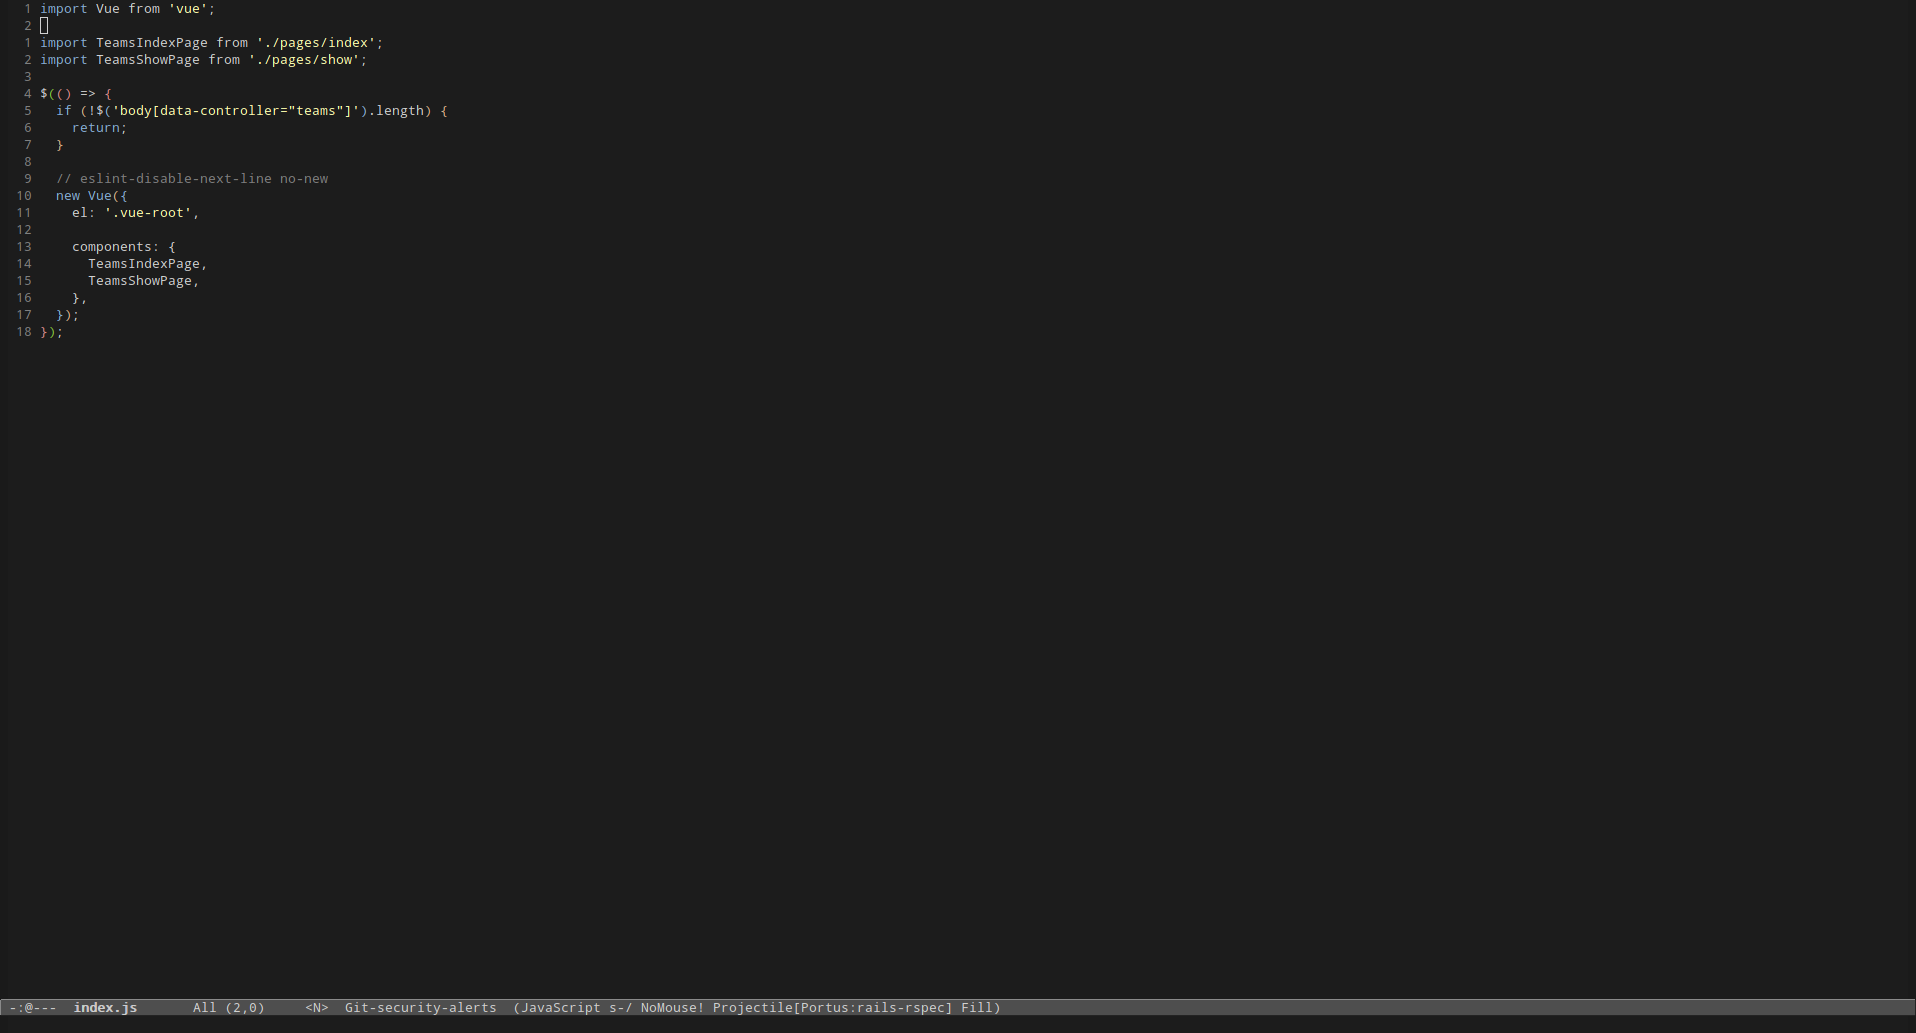 1 import Vue from 'vue';
2
1 import TeamsIndexPage from './pages/index';
2 import TeamsShowPage from './pages/show';
3
4 $(() => {
5   if (!$('body[data-controller="teams"]').length) {
6     return;
7   }
8
9   // eslint-disable-next-line no-new
10   new Vue({
11     el: '.vue-root',
12
13     components: {
14       TeamsIndexPage,
15       TeamsShowPage,
16     },
17   });
18 });
-:@---  index.js       All (2,0)     <N>  Git-security-alerts  (JavaScript s-/ NoMouse! Projectile[Portus:rails-rspec] Fill)